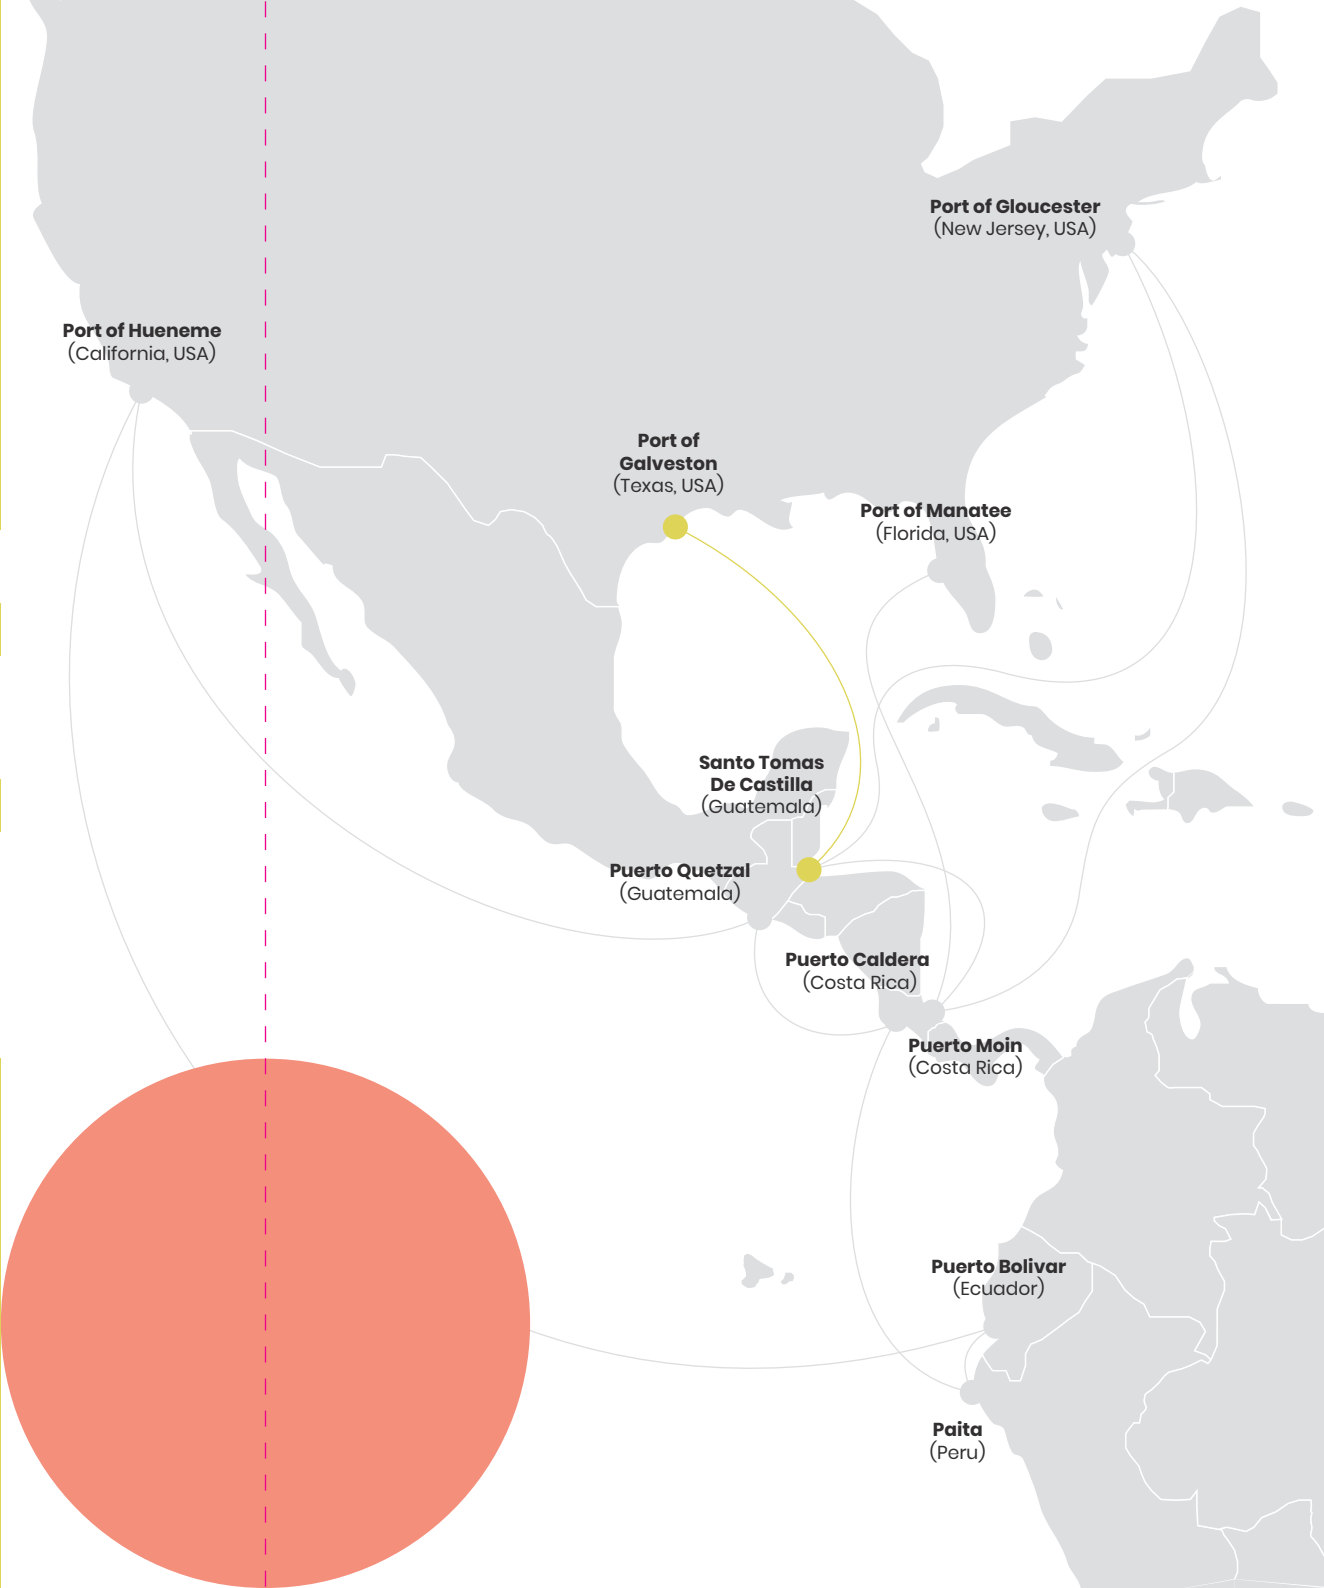 Port of Gloucester
(New Jersey, USA)
Port of Hueneme
(California, USA)
Port of
Galveston
(Texas, USA)
Port of Manatee
(Florida, USA)
Santo Tomas
De Castilla
(Guatemala)
Puerto Quetzal
(Guatemala)
Puerto Caldera
(Costa Rica)
Puerto Moin
(Costa Rica)
Puerto Bolivar
(Ecuador)
Paita
(Peru)